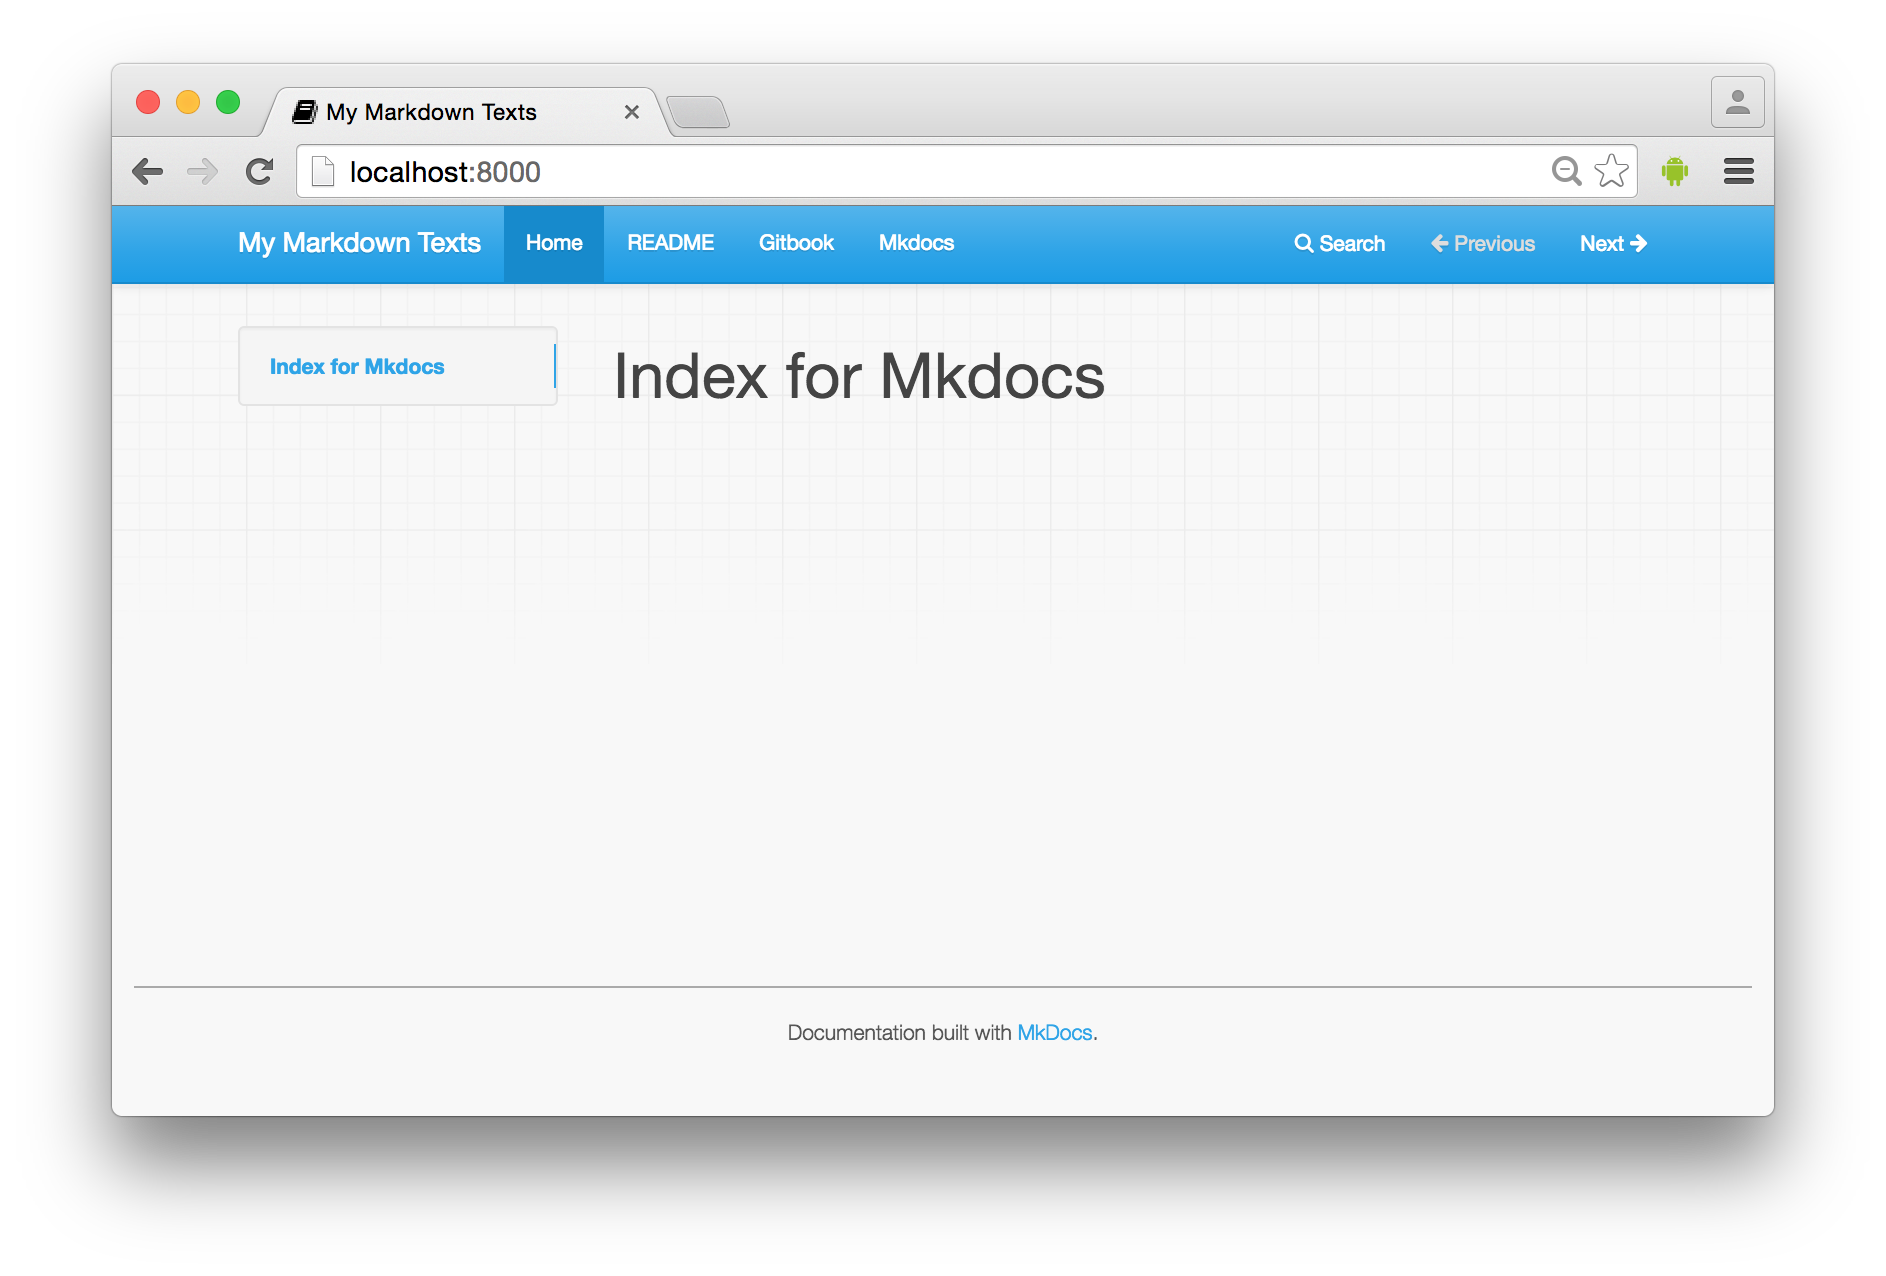 My Markdown Texts
localhost:8000
My Markdown Texts Home README Gitbook Mkdocs Search Previous Next
Index for Mkdocs
Index for Mkdocs
Documentation built with MkDocs.